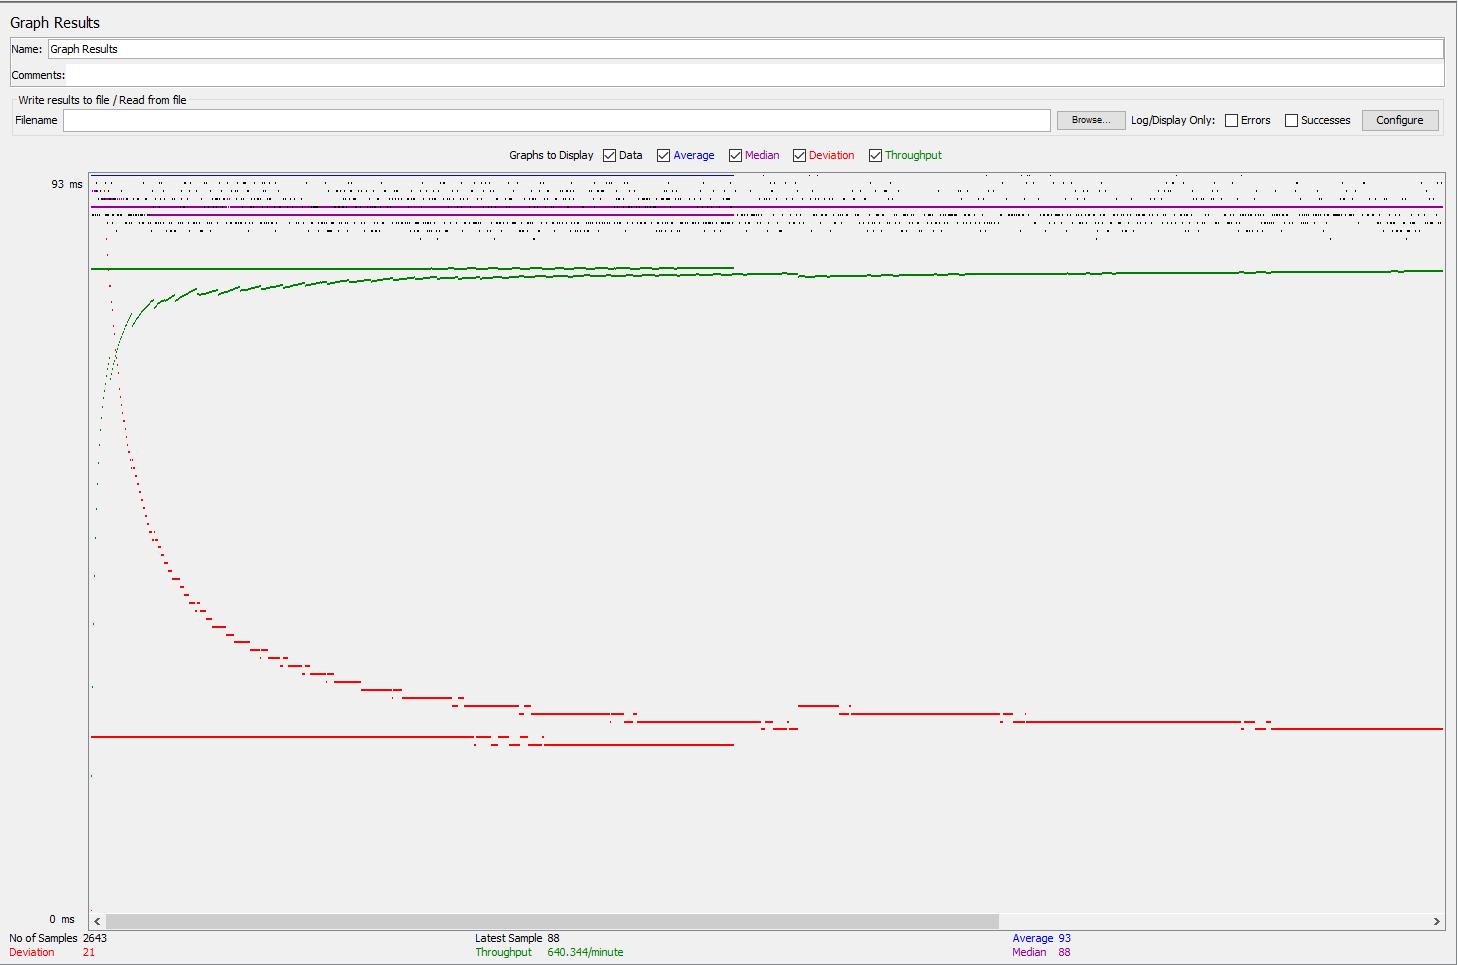 Graph Results
Name: Graph Results
Comments:
Write results to file / Read from file
Filename Browse... Log/Display Only: Errors Successes Configure
Graphs to Display Data Average Median Deviation Throughput
93 ms
0 ms
No of Samples 2643 Latest Sample 88 Average 93
Deviation 21 Throughput 640.344/minute Median 88